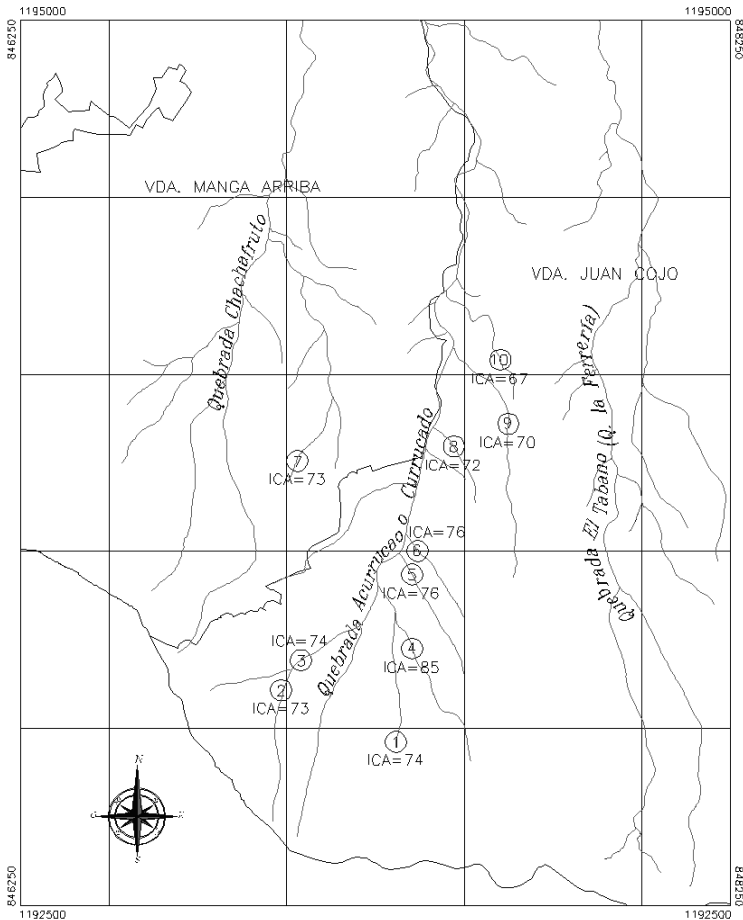 1195000
1195000
846250
848250
VDA. MANGA ARRIBA
Quebrada Chachafruto
VDA. JUAN COJO
Quebrada El Tabano (Q. la Ferrería)
10
ICA=67
9
ICA=70
Quebrada Acurrucao o Currucado
8
ICA=72
7
ICA=73
ICA=76
6
5
ICA=76
ICA=74
3
4
ICA=85
2
ICA=73
1
ICA=74
N
O
E
S
846250
848250
1192500
1192500